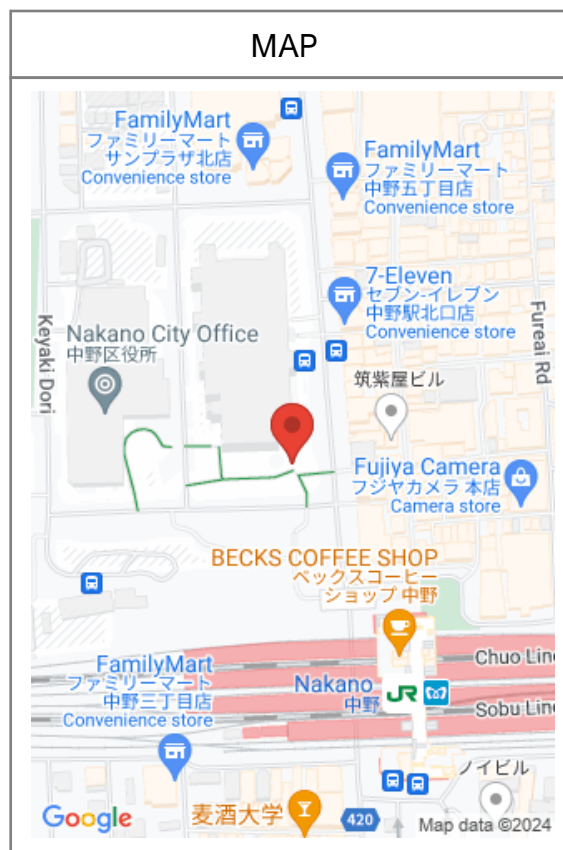 MAP
FamilyMart
ファミリーマート
サンプラザ北店
Convenience store
FamilyMart
ファミリーマート
中野五丁目店
Convenience store
7-Eleven
セブン-イレブン
中野駅北口店
Convenience store
Keyaki Dori
Nakano City Office
中野区役所
Fureai Rd
筑紫屋ビル
Fujiya Camera
フジヤカメラ 本店
Camera store
BECKS COFFEE SHOP
ベックスコーヒー
ショップ 中野
FamilyMart
ファミリーマート
中野三丁目店
Convenience store
Chuo Line
Nakano
中野
JR
Sobu Line
ノイビル
麦酒大学
420
Google
Map data ©2024